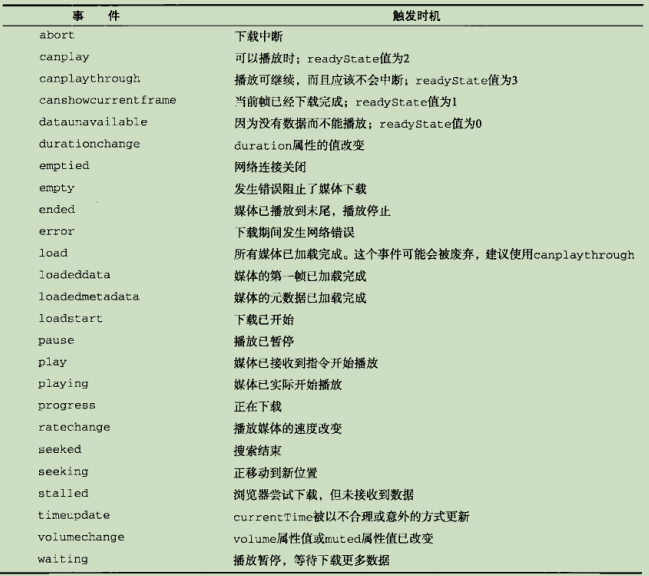 事 件 触发时机
abort 下载中断
canplay 可以播放时；readyState值为2
canplaythrough 播放可继续，而且应该不会中断；readyState值为3
canshowcurrentframe 当前帧已经下载完成；readyState值为1
dataunavailable 因为没有数据而不能播放；readyState值为0
durationchange duration属性的值改变
emptied 网络连接关闭
empty 发生错误阻止了媒体下载
ended 媒体已播放到末尾，播放停止
error 下载期间发生网络错误
load 所有媒体已加载完成。这个事件可能会被废弃，建议使用canplaythrough
loadeddata 媒体的第一帧已加载完成
loadedmetadata 媒体的元数据已加载完成
loadstart 下载已开始
pause 播放已暂停
play 媒体已接收到指令开始播放
playing 媒体已实际开始播放
progress 正在下载
ratechange 播放媒体的速度改变
seeked 搜索结束
seeking 正移动到新位置
stalled 浏览器尝试下载，但未接收到数据
timeupdate currentTime被以不合理或意外的方式更新
volumechange volume属性值或muted属性值已改变
waiting 播放暂停，等待下载更多数据